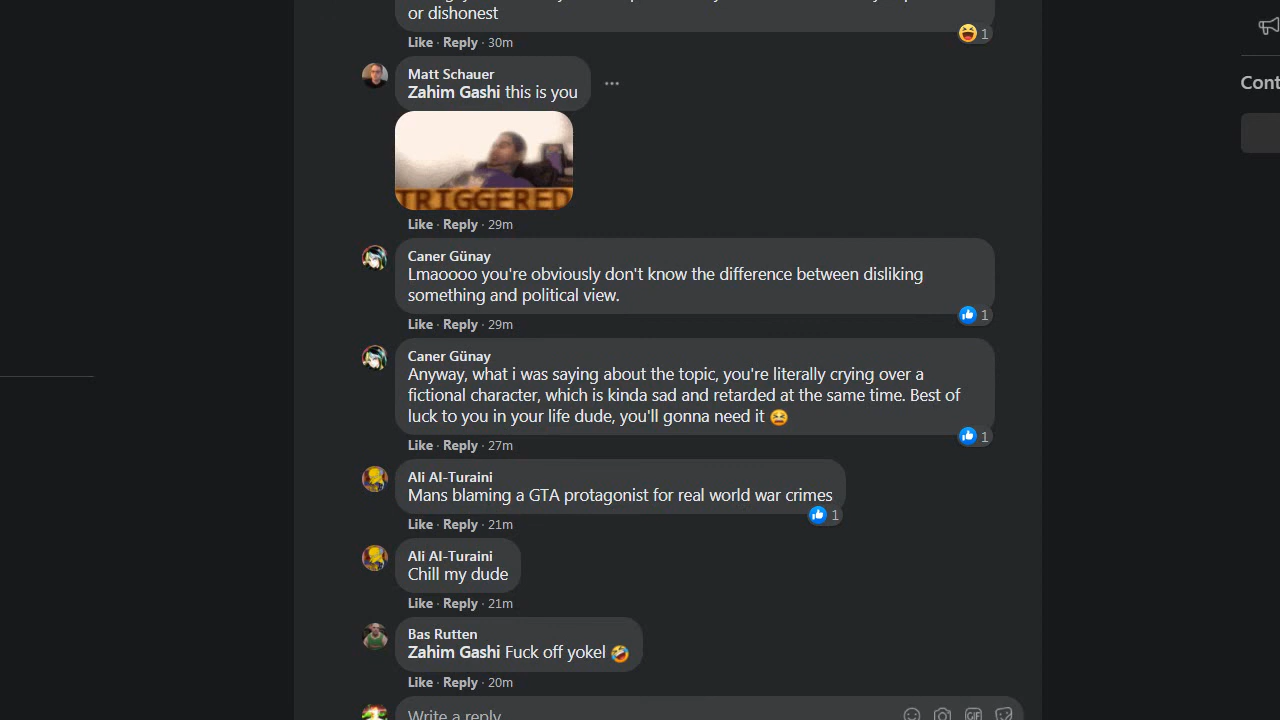 or dishonest
Like · Reply · 30m
1
Matt Schauer
Zahim Gashi this is you
TRIGGERED
Like · Reply · 29m
Caner Günay
Lmaoooo you're obviously don't know the difference between disliking
something and political view.
1
Like · Reply · 29m
Caner Günay
Anyway, what i was saying about the topic, you're literally crying over a
fictional character, which is kinda sad and retarded at the same time. Best of
luck to you in your life dude, you'll gonna need it 😫
1
Like · Reply · 27m
Ali Al-Turaini
Mans blaming a GTA protagonist for real world war crimes
1
Like · Reply · 21m
Ali Al-Turaini
Chill my dude
Like · Reply · 21m
Bas Rutten
Zahim Gashi Fuck off yokel 🤣
Like · Reply · 20m
Write a reply
GIF
Cont